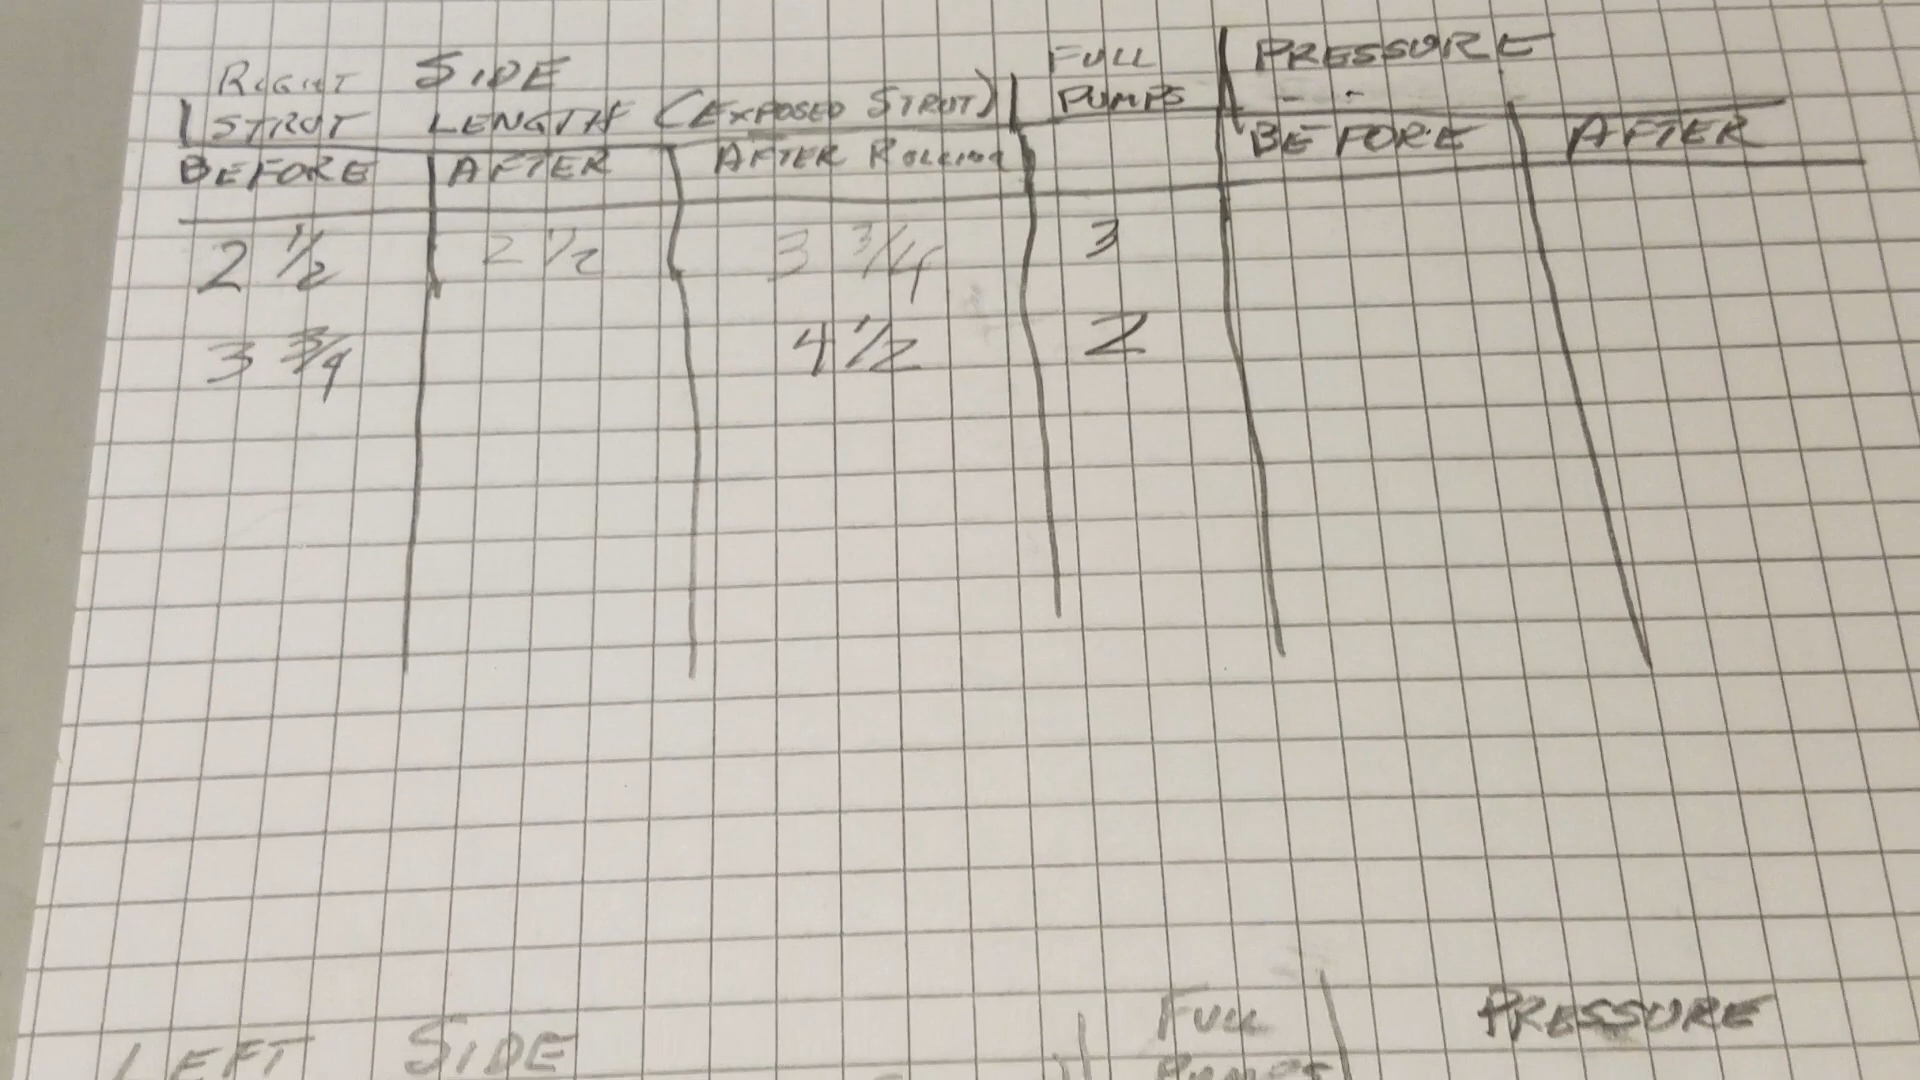 RIGHT SIDE
STRUT LENGTH (EXPOSED STRUT)
FULL PUMPS
PRESSURE
BEFORE AFTER AFTER ROLLING BEFORE AFTER
2 1/2 2 1/2 3 3/4 3
3 3/4 4 1/2 2
LEFT SIDE
FULL PUMPS
PRESSURE